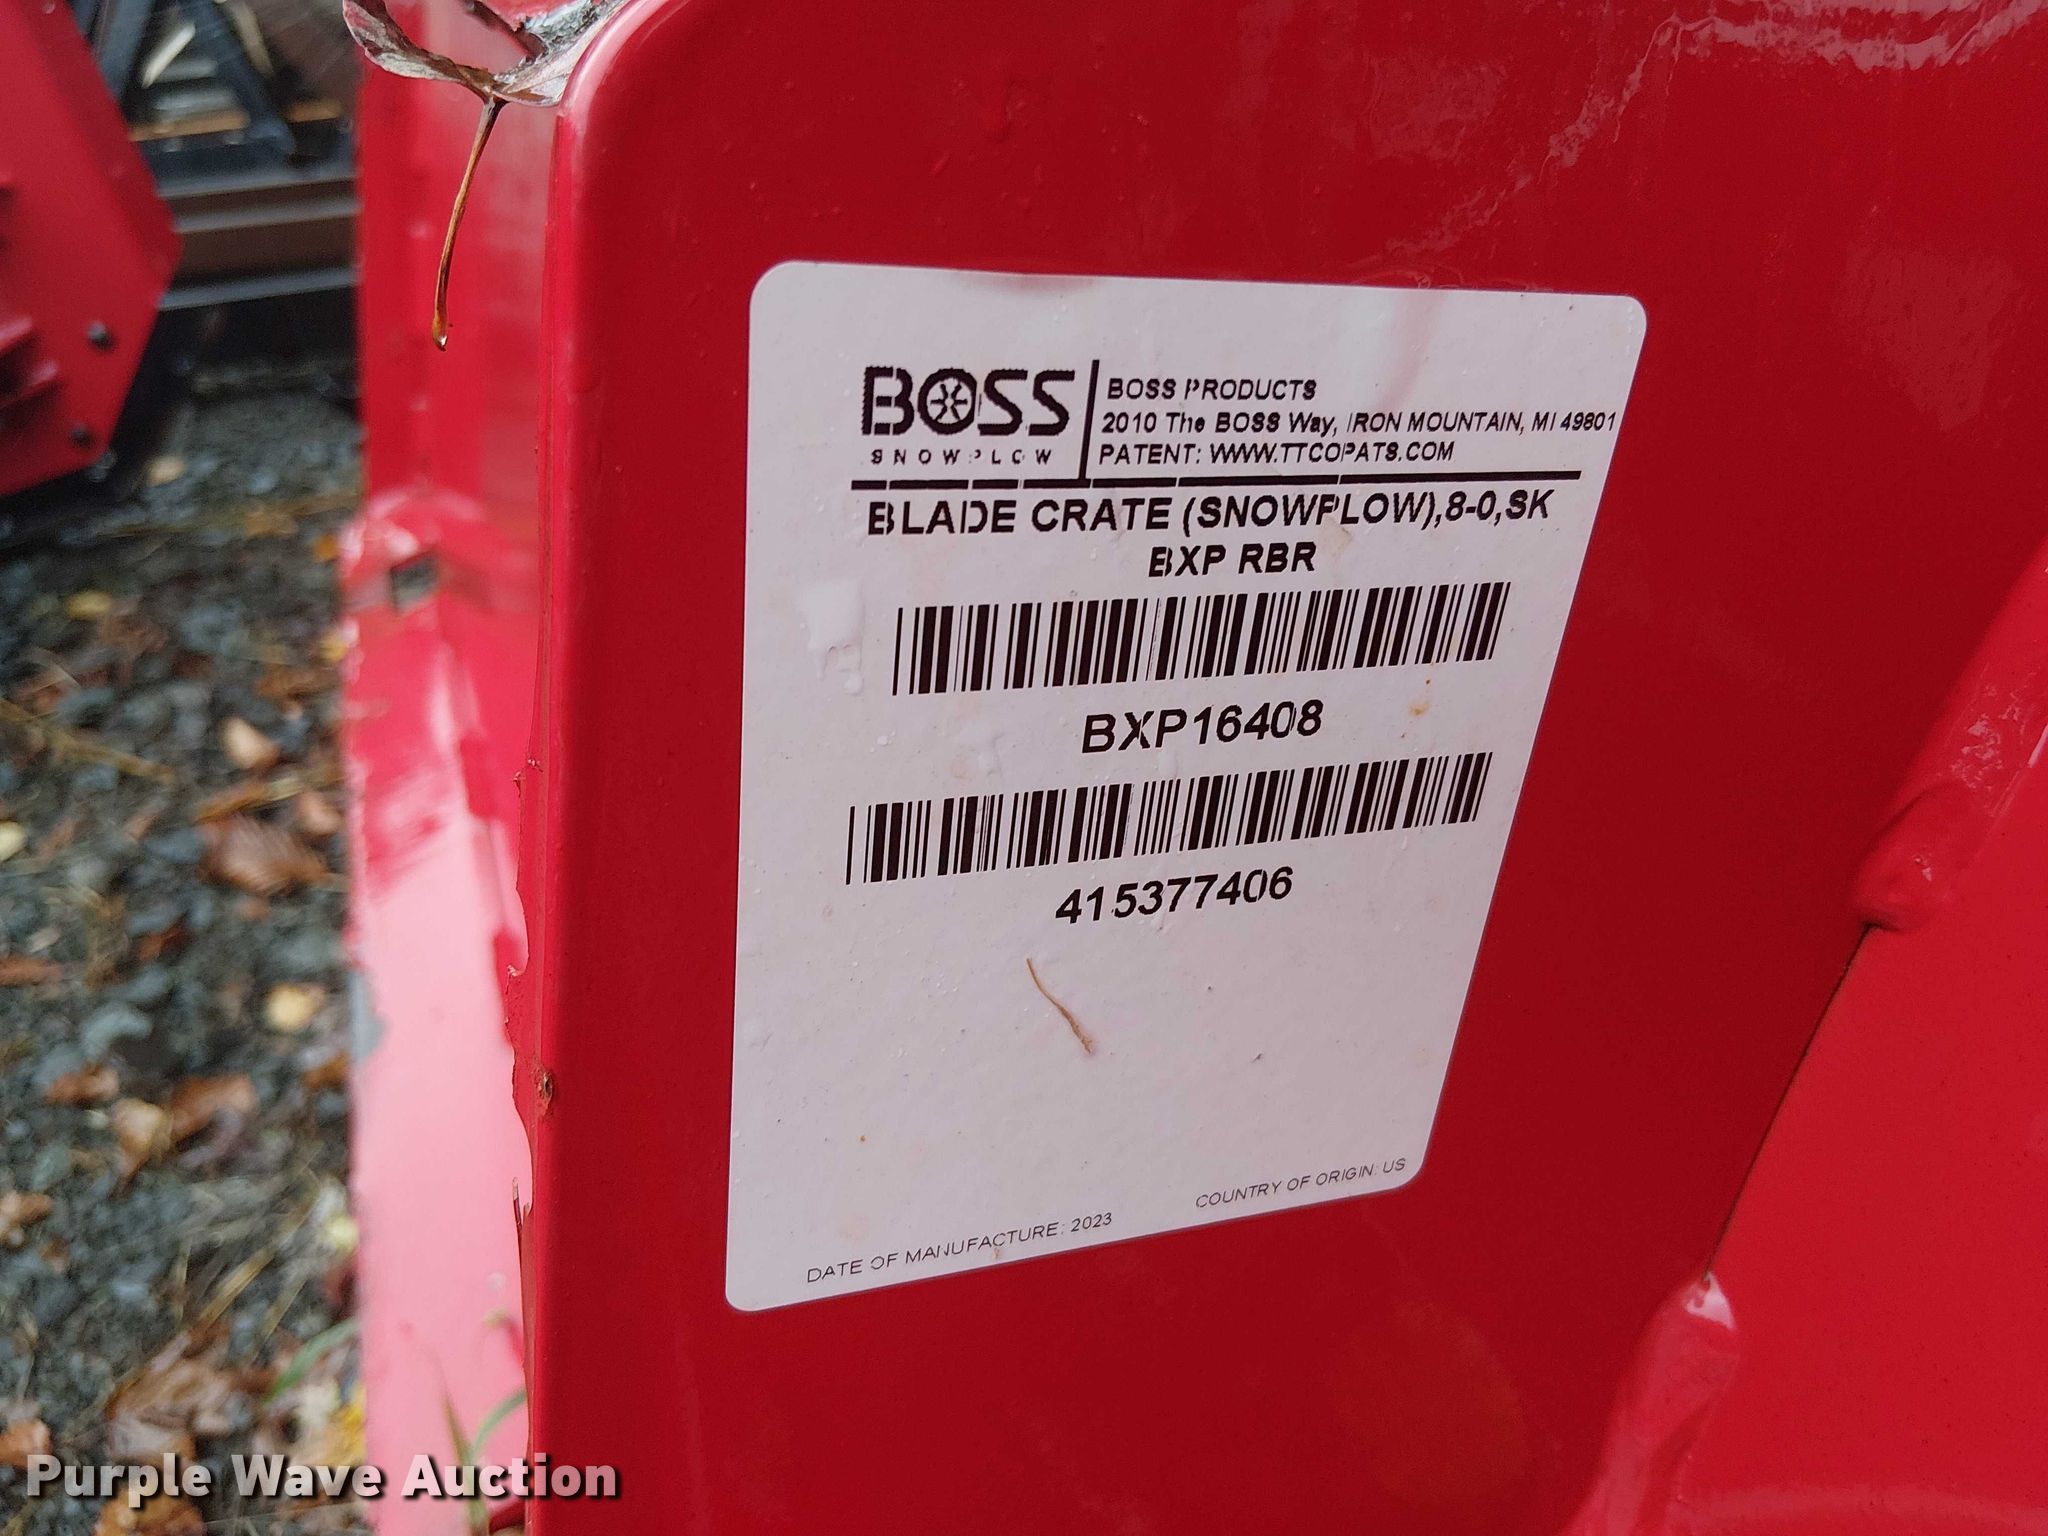 BOSS
SNOWPLOW
BOSS PRODUCTS
2010 The BOSS Way, IRON MOUNTAIN, MI 49801
PATENT: WWW.TTCOPATS.COM
BLADE CRATE (SNOWPLOW),8-0,SK
BXP RBR
BXP16408
415377406
DATE OF MANUFACTURE: 2023
COUNTRY OF ORIGIN: US
Purple Wave Auction